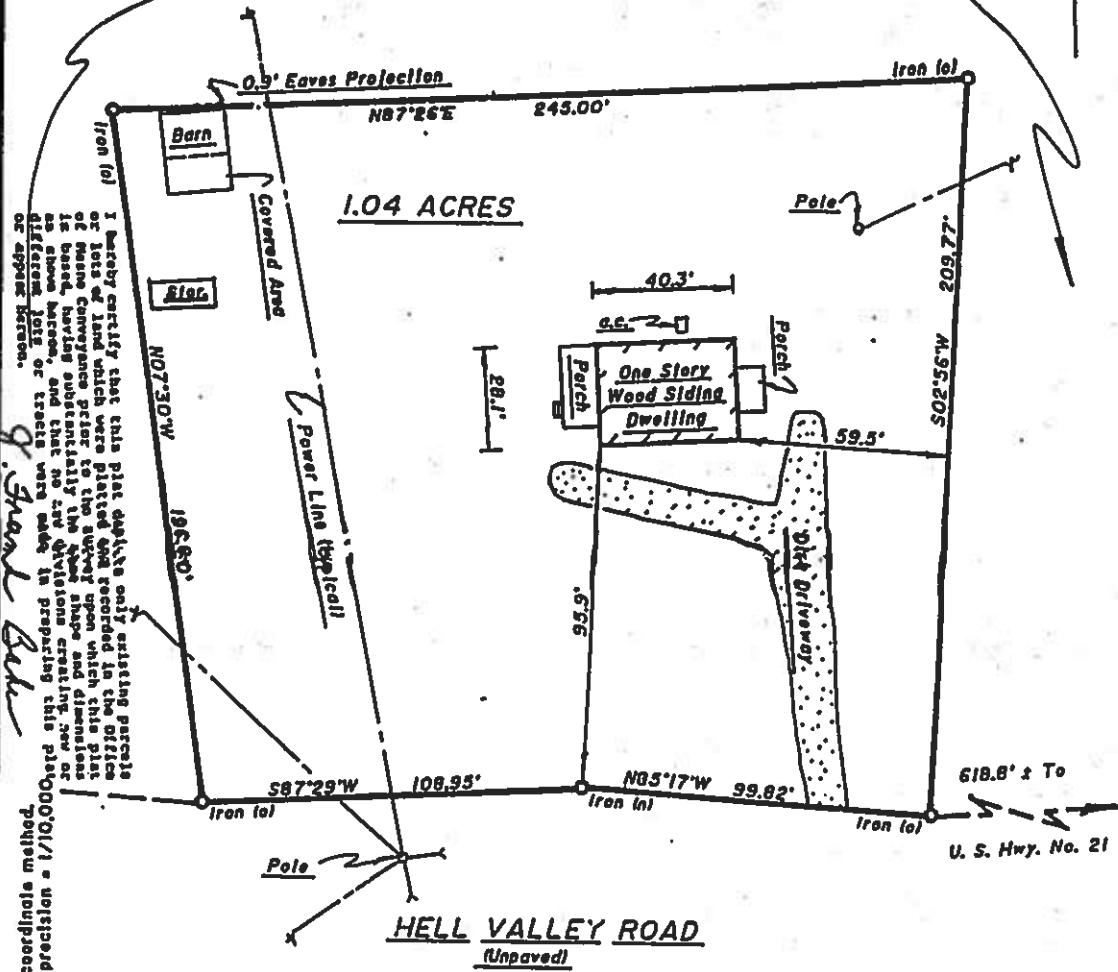 0.9' Eaves Projection
Iron (o)
N87°26'E 245.00'
Iron (o)
Barn
Covered Area
1.04 ACRES
Pole
209.77'
S02°56'W
Stor.
40.3'
a.c.
Porch
Porch
One Story
Wood Siding
Dwelling
28.1'
59.5'
N07°30'W
Power Line (typical)
Dirt Driveway
95.9'
S87°29'W 108.95'
N85°17'W 99.82'
Iron (o)
Iron (n)
Iron (o)
618.8' ± To
U. S. Hwy. No. 21
Pole
HELL VALLEY ROAD
(Unpaved)
I hereby certify that this plat depicts only existing parcels
or lots of land which were platted and recorded in the Office
of Mesne Conveyance prior to the survey upon which this plat
is based, having substantially the same shape and dimensions
as shown hereon, and that no new divisions creating new or
different lots or tracts were made in preparing this plat
or appear hereon.
precision = 1/10,000
coordinate method